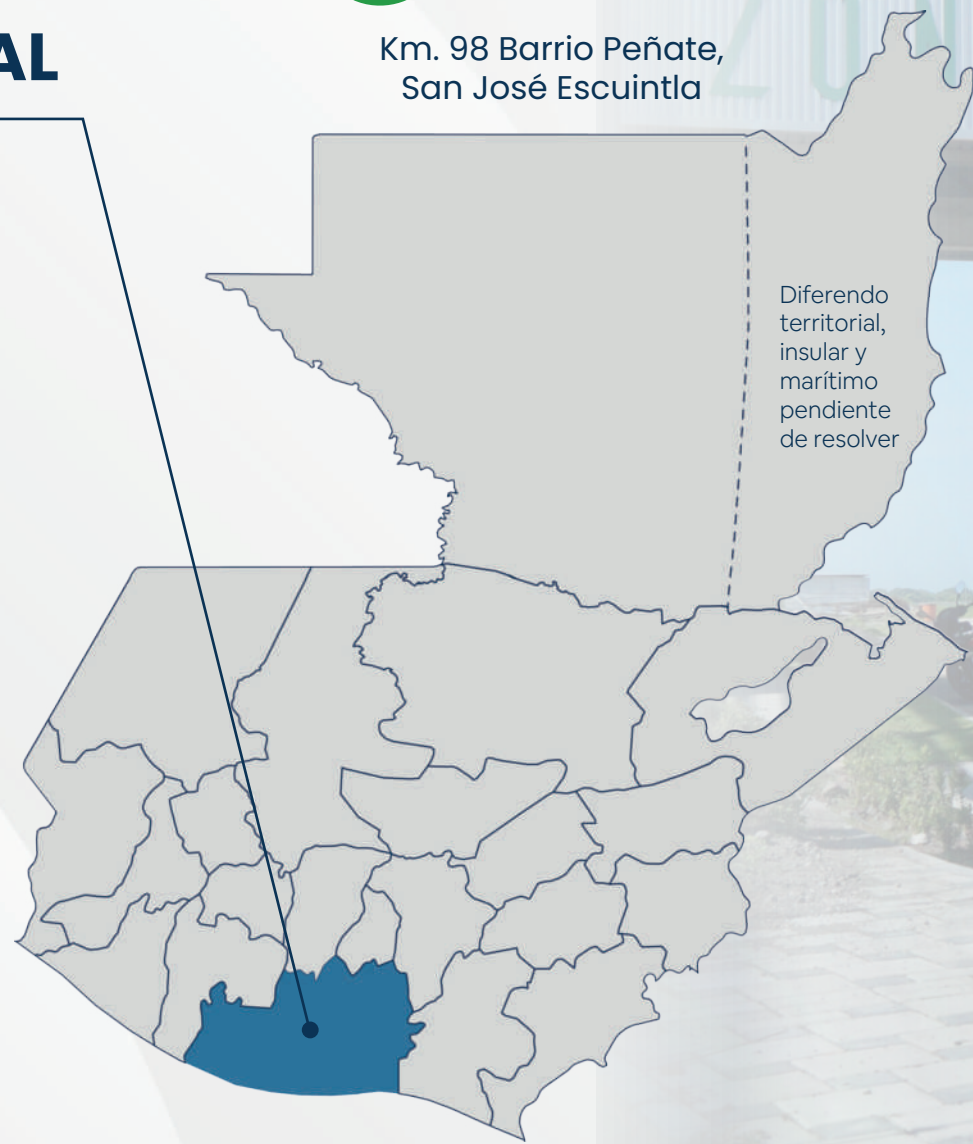 AL
Km. 98 Barrio Peñate,
San José Escuintla
Diferendo
territorial,
insular y
marítimo
pendiente
de resolver